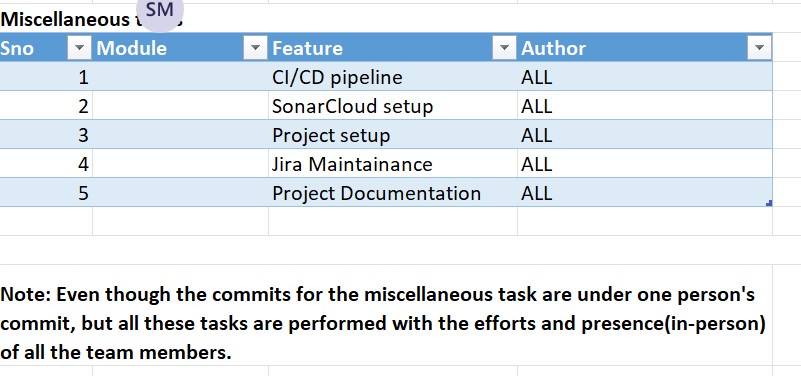 SM
Miscellaneous
Sno Module Feature Author
1 CI/CD pipeline ALL
2 SonarCloud setup ALL
3 Project setup ALL
4 Jira Maintainance ALL
5 Project Documentation ALL
Note: Even though the commits for the miscellaneous task are under one person's
commit, but all these tasks are performed with the efforts and presence(in-person)
of all the team members.